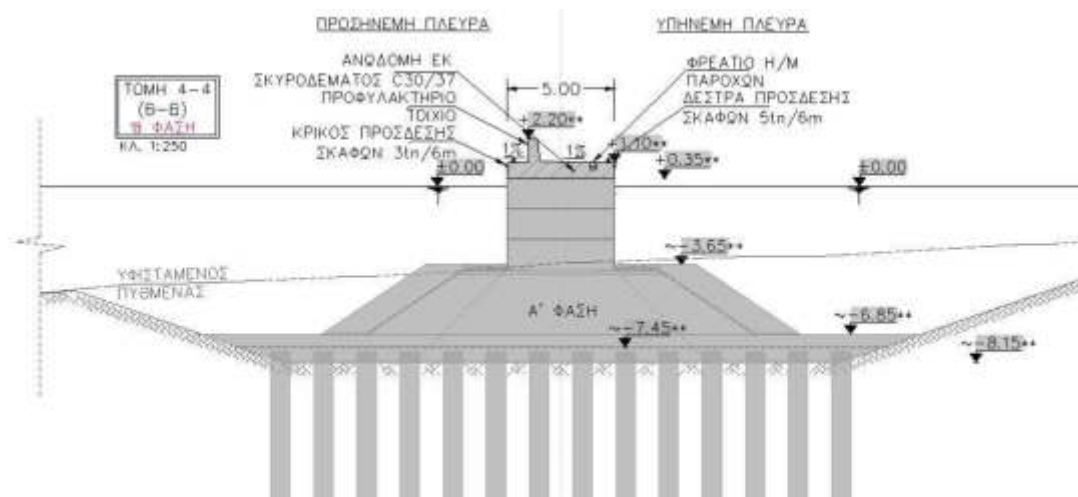 ΠΡΟΣΗΝΕΜΗ ΠΛΕΥΡΑ
ΥΠΗΝΕΜΗ ΠΛΕΥΡΑ
ΑΝΩΔΟΜΗ ΕΚ
ΣΚΥΡΟΔΕΜΑΤΟΣ C30/37
ΠΡΟΦΥΛΑΚΤΗΡΙΟ
ΤΟΙΧΙΟ
ΚΡΙΚΟΣ ΠΡΟΣΔΕΣΗΣ
ΣΚΑΦΩΝ 3tn/6m
ΦΡΕΑΤΙΟ Η/Μ
ΠΑΡΟΧΩΝ
ΔΕΣΤΡΑ ΠΡΟΣΔΕΣΗΣ
ΣΚΑΦΩΝ 5tn/6m
ΤΟΜΗ 4-4
(6-6)
Β' ΦΑΣΗ
ΚΛ. 1:250
5.00
+2.20**
1%
1%
+1.10**
+0.35**
±0.00
±0.00
~-3.65**
ΥΦΙΣΤΑΜΕΝΟΣ
ΠΥΘΜΕΝΑΣ
Α' ΦΑΣΗ
~-6.85**
~-7.45**
~-8.15**